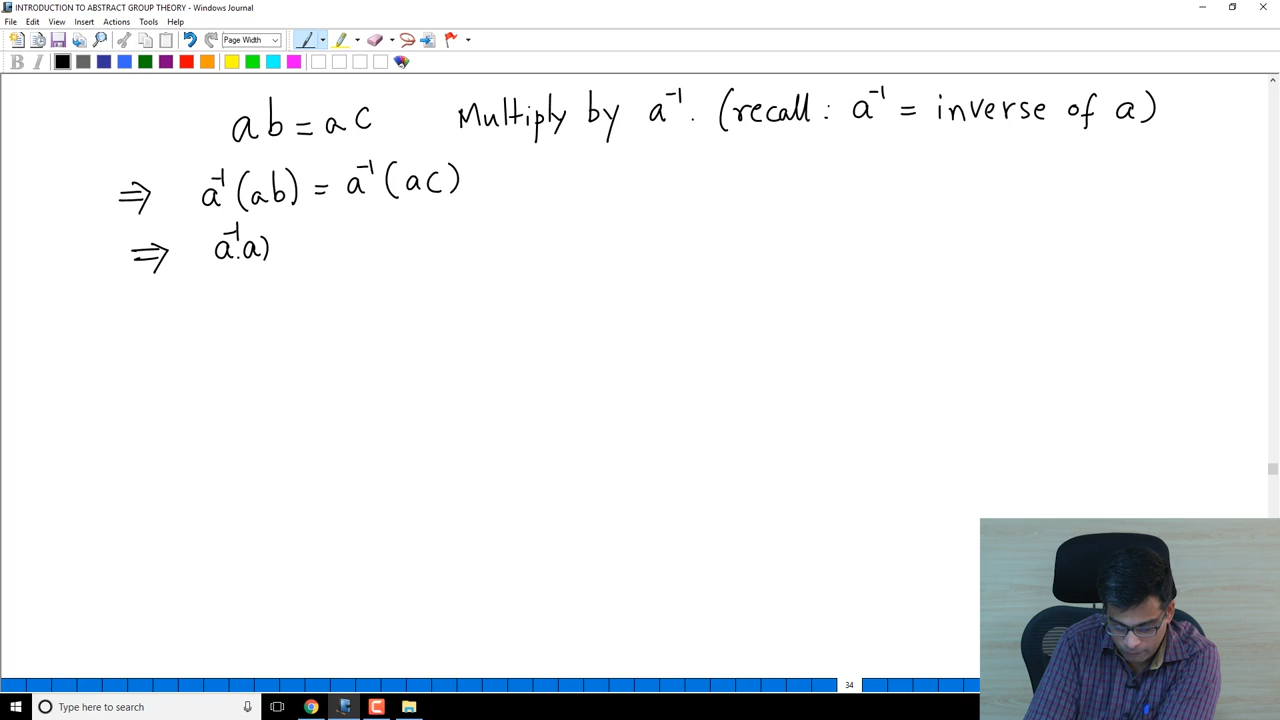 INTRODUCTION TO ABSTRACT GROUP THEORY - Windows Journal
File Edit View Insert Actions Tools Help
Page Width
B I
ab = ac Multiply by a⁻¹. (recall : a⁻¹ = inverse of a)
⇒ a⁻¹(ab) = a⁻¹(ac)
⇒ a⁻¹.a)
34
Type here to search